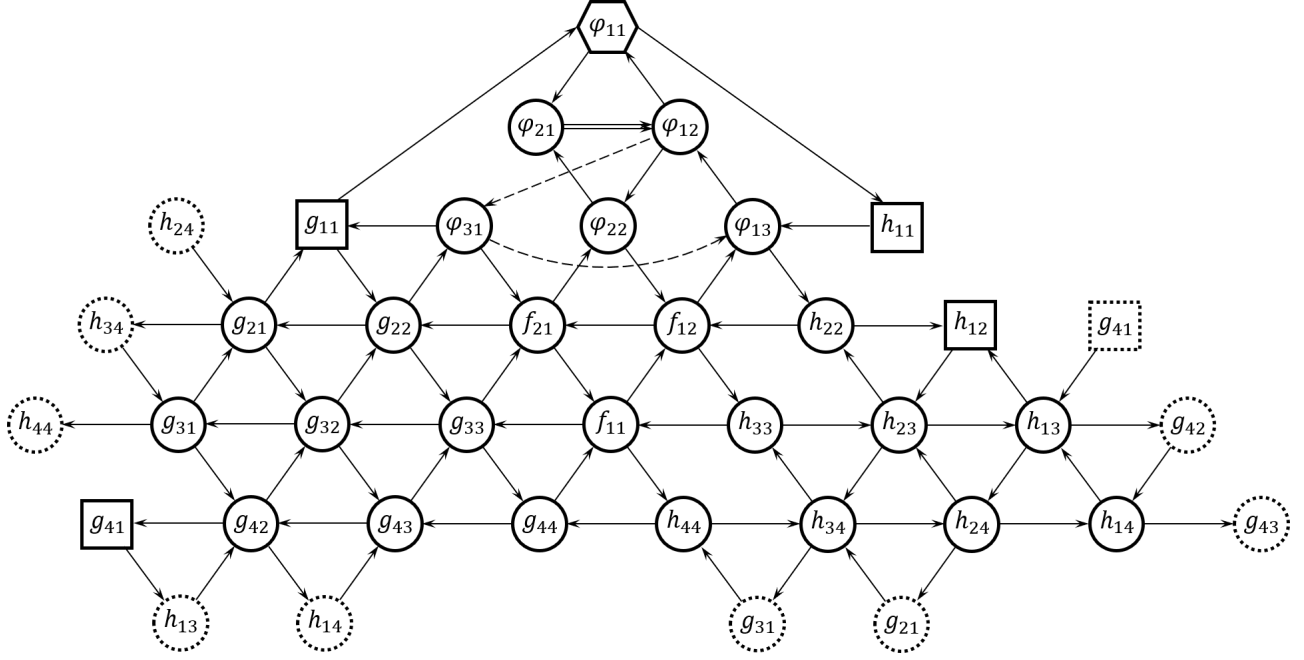 φ₁₁
φ₂₁ φ₁₂
h₂₄ g₁₁ φ₃₁ φ₂₂ φ₁₃ h₁₁
h₃₄ g₂₁ g₂₂ f₂₁ f₁₂ h₂₂ h₁₂ g₄₁
h₄₄ g₃₁ g₃₂ g₃₃ f₁₁ h₃₃ h₂₃ h₁₃ g₄₂
g₄₁ g₄₂ g₄₃ g₄₄ h₄₄ h₃₄ h₂₄ h₁₄ g₄₃
h₁₃ h₁₄ g₃₁ g₂₁